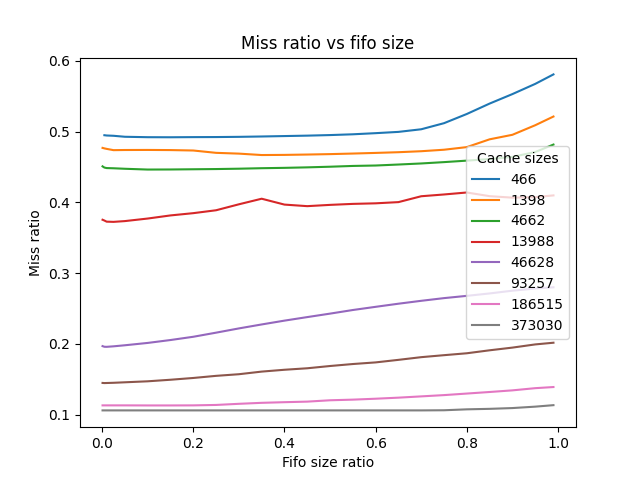 Miss ratio vs fifo size
0.6
0.5
0.4
0.3
0.2
0.1
Miss ratio
Cache sizes
466
1398
4662
13988
46628
93257
186515
373030
0.0 0.2 0.4 0.6 0.8 1.0
Fifo size ratio